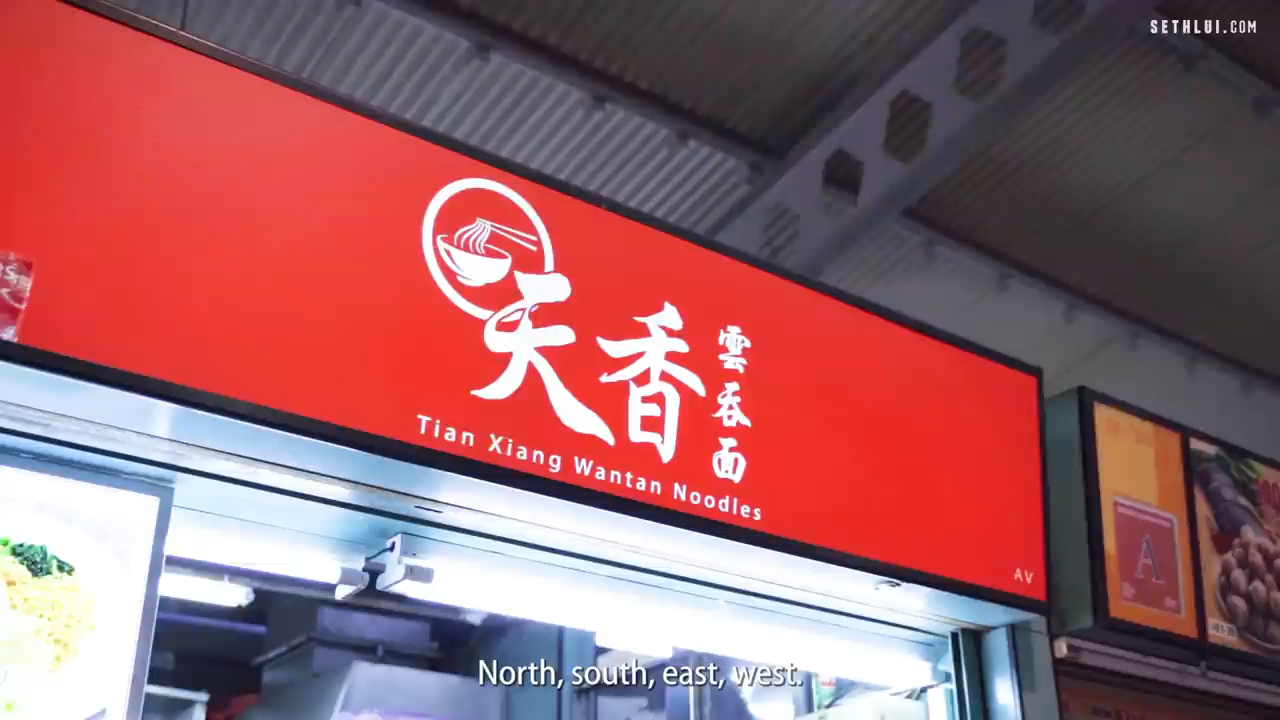 SETHLUI.COM
天香
雲吞面
Tian Xiang Wantan Noodles
AV
A
North, south, east, west.